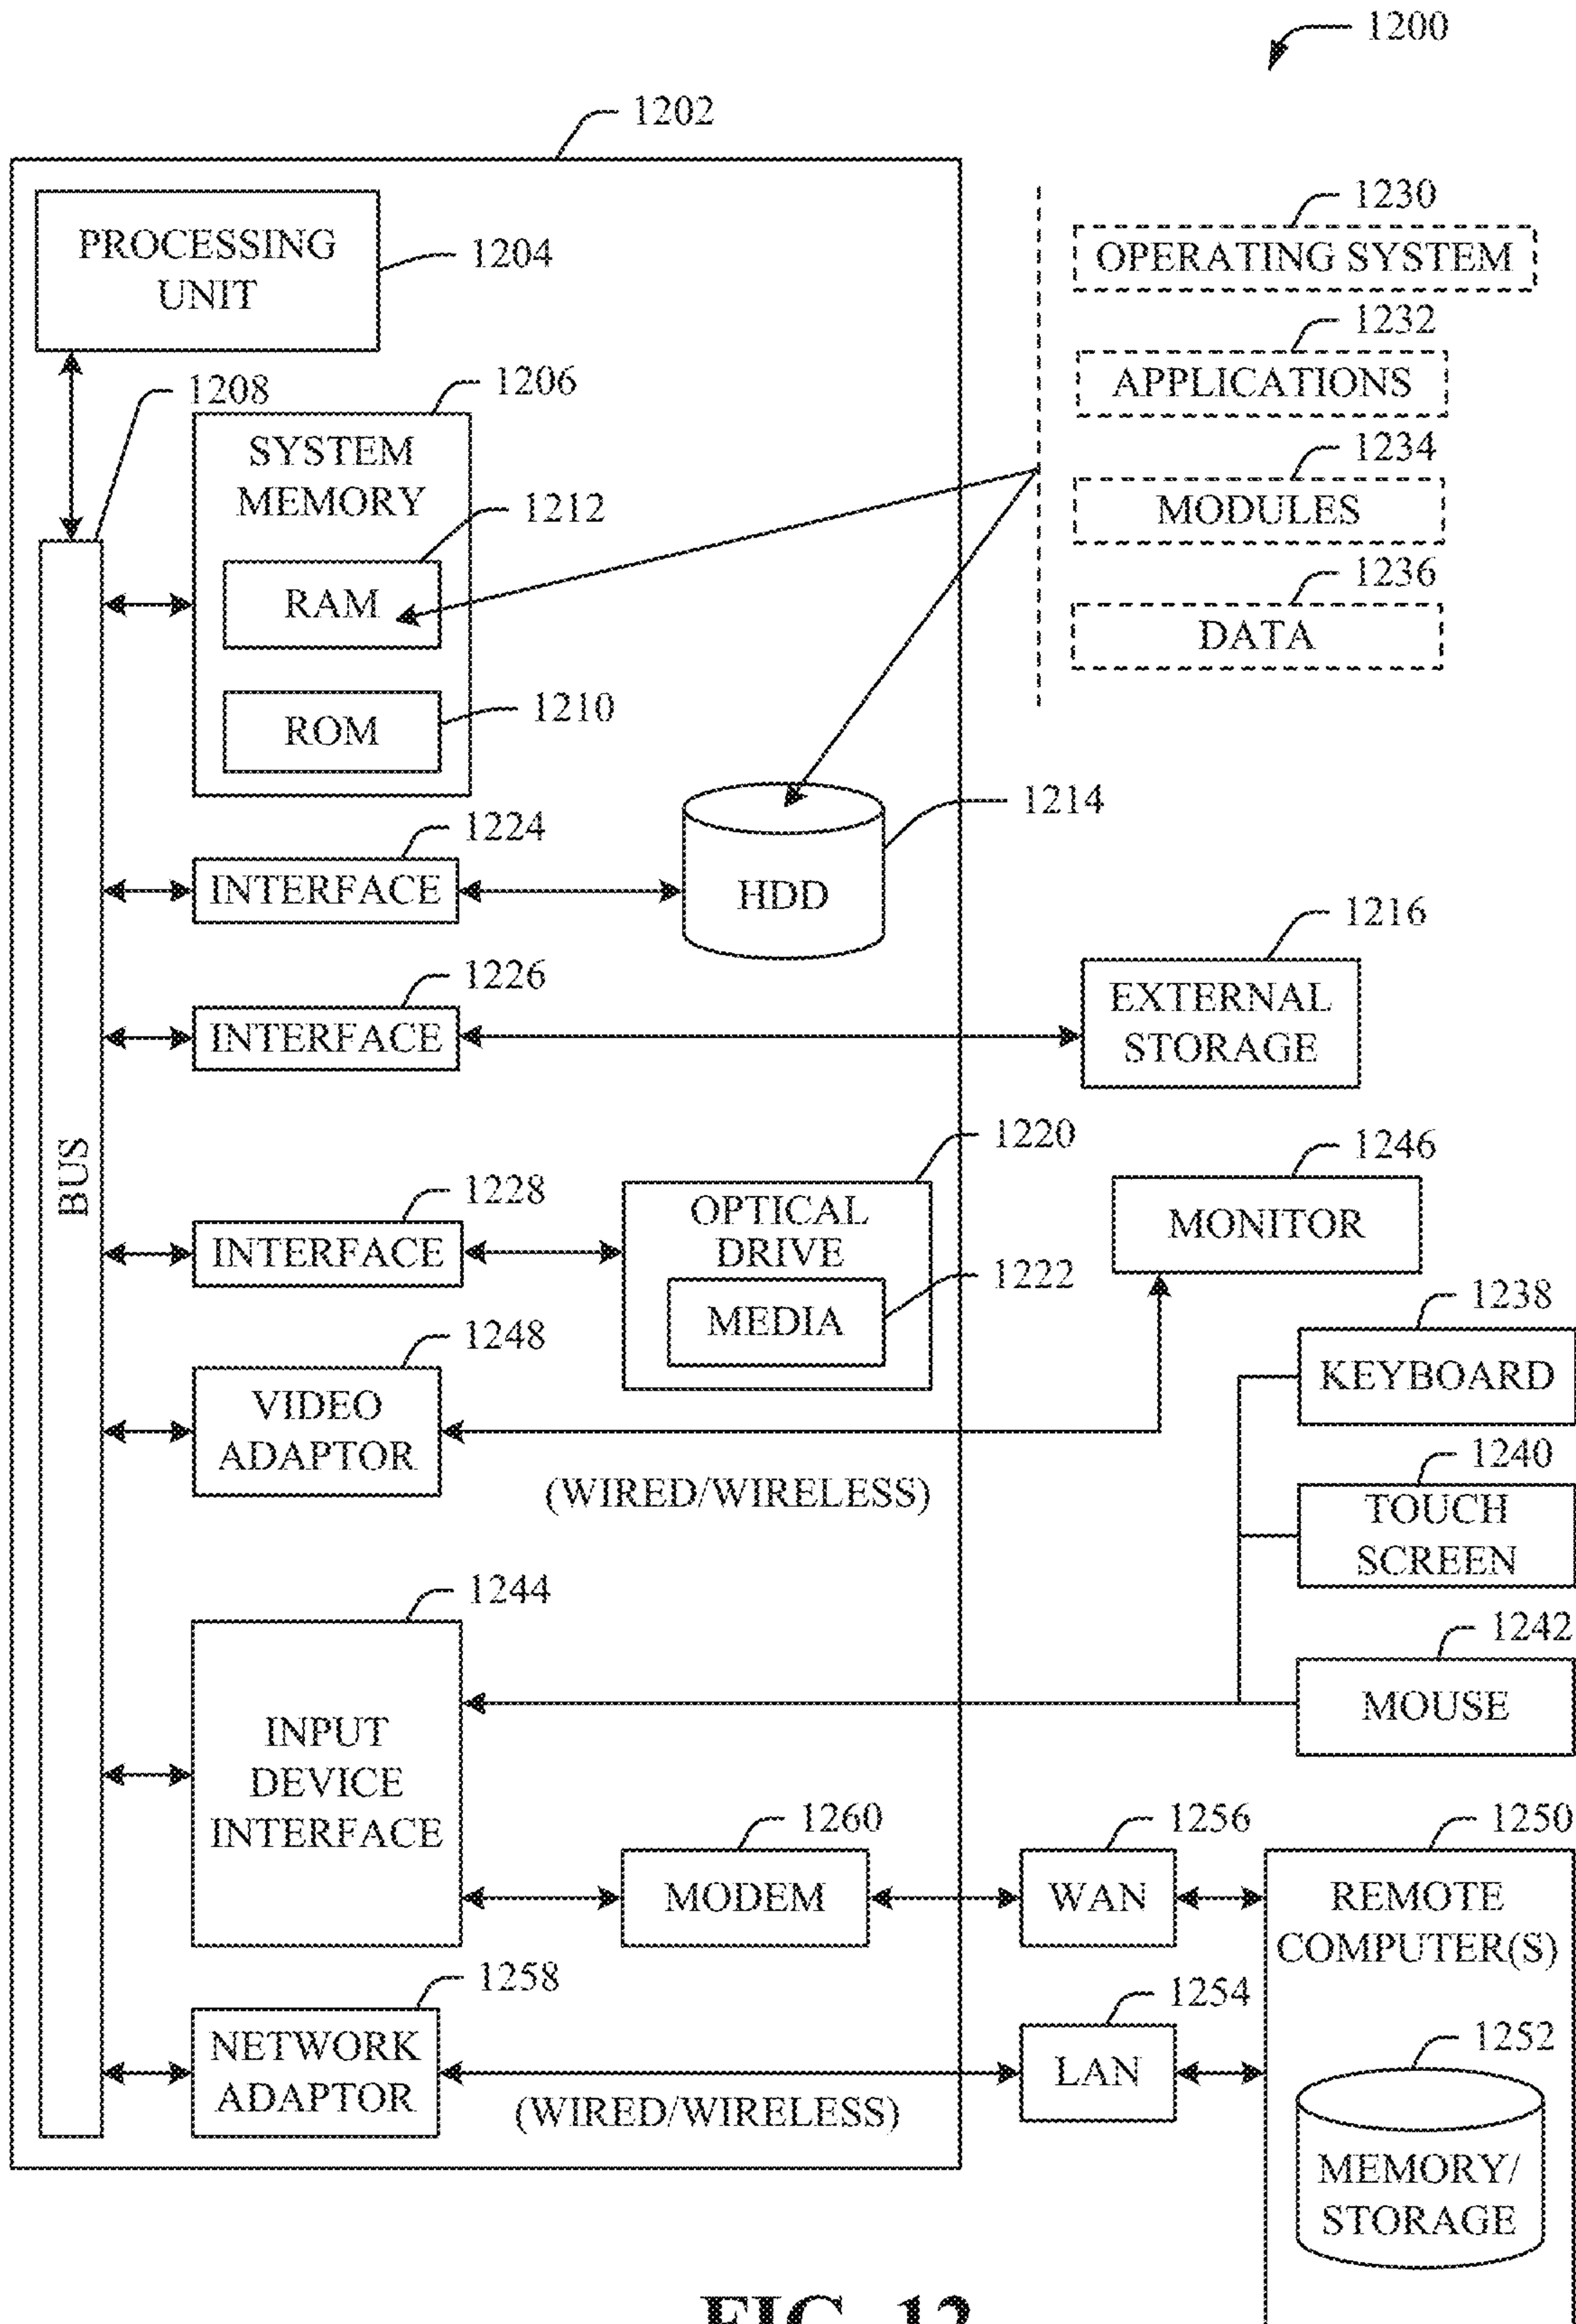 1200
1202
PROCESSING
UNIT
1204
1230
OPERATING SYSTEM
1232
APPLICATIONS
1234
MODULES
1236
DATA
1208
1206
SYSTEM
MEMORY
1212
RAM
1210
ROM
1224
INTERFACE
1214
HDD
1226
INTERFACE
1216
EXTERNAL
STORAGE
BUS
1228
INTERFACE
1220
OPTICAL
DRIVE
1222
MEDIA
1246
MONITOR
1248
VIDEO
ADAPTOR
(WIRED/WIRELESS)
1238
KEYBOARD
1240
TOUCH
SCREEN
1242
MOUSE
1244
INPUT
DEVICE
INTERFACE
1260
MODEM
1256
WAN
1250
REMOTE
COMPUTER(S)
1258
NETWORK
ADAPTOR
(WIRED/WIRELESS)
1254
LAN
1252
MEMORY/
STORAGE
FIG. 12